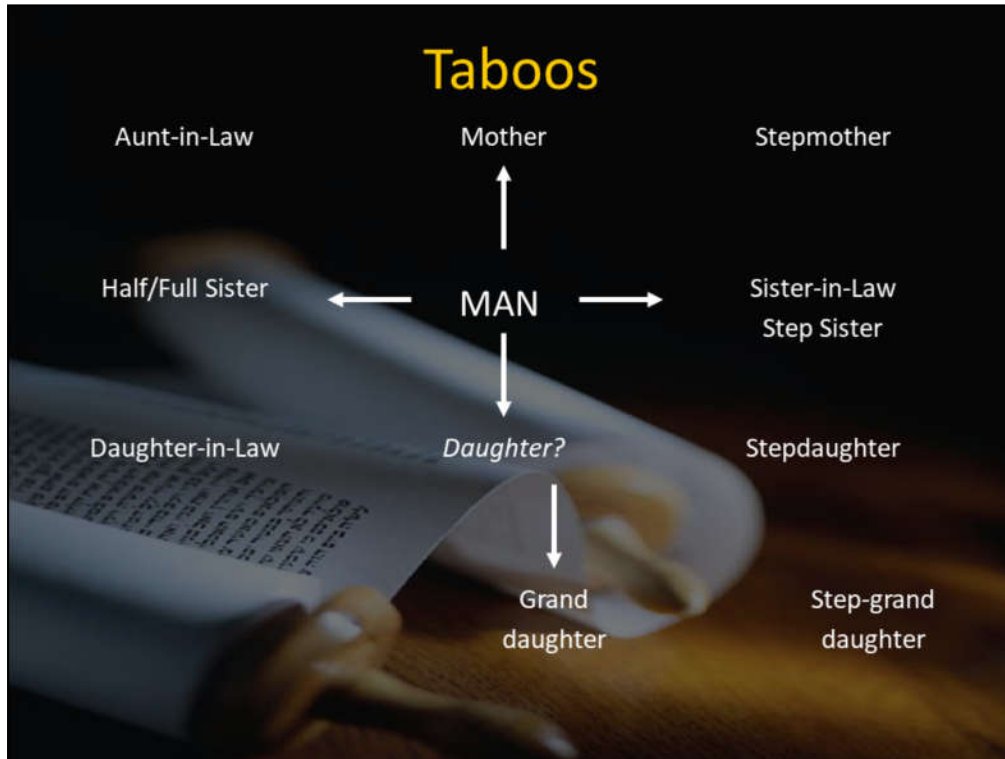 Taboos
Aunt-in-Law
Mother
Stepmother
Half/Full Sister
MAN
Sister-in-Law
Step Sister
Daughter-in-Law
Daughter?
Stepdaughter
Grand
daughter
Step-grand
daughter